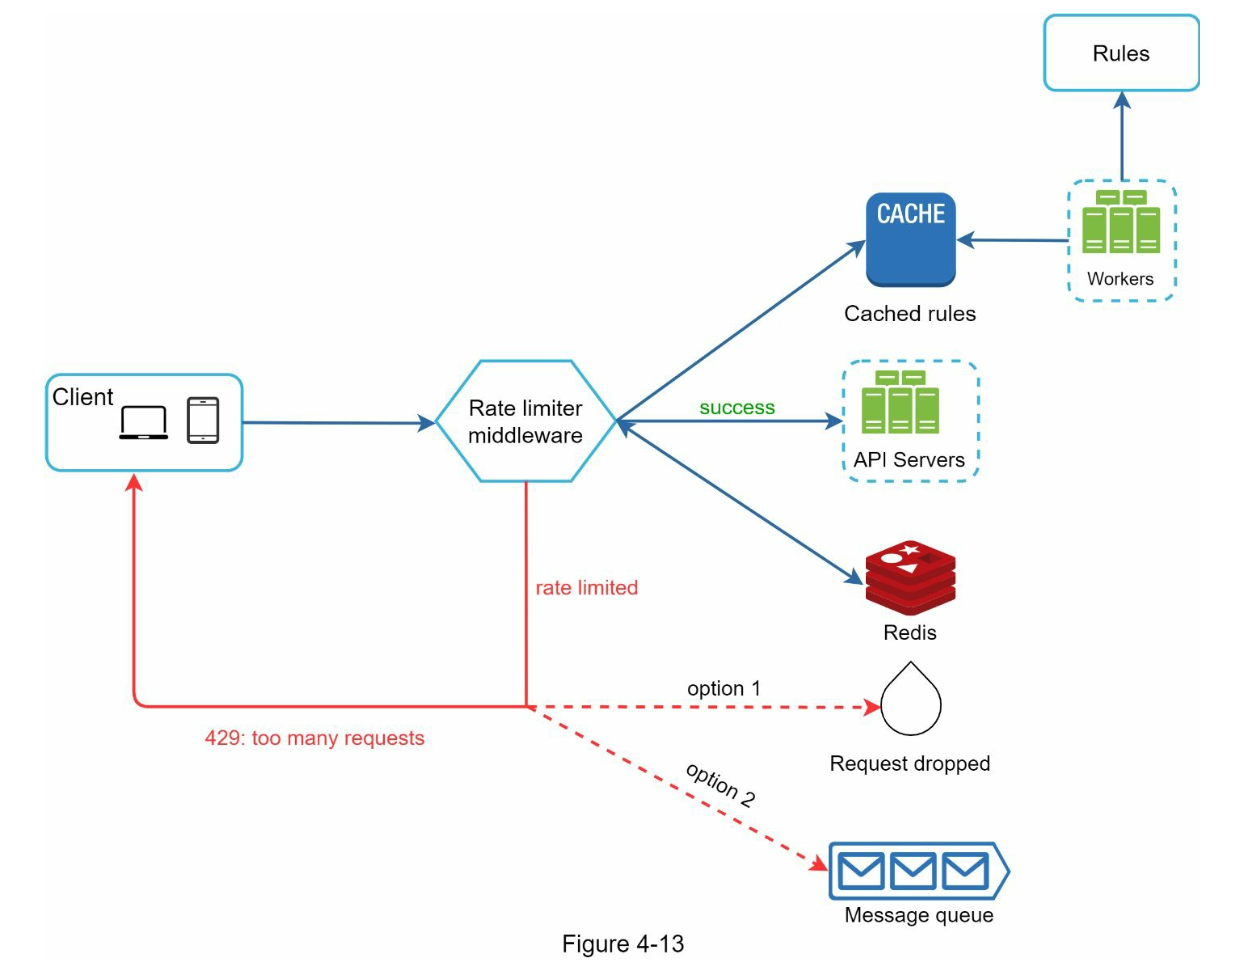 Rules
CACHE
Workers
Cached rules
Client
Rate limiter
middleware
success
API Servers
rate limited
Redis
option 1
429: too many requests
Request dropped
option 2
Message queue
Figure 4-13